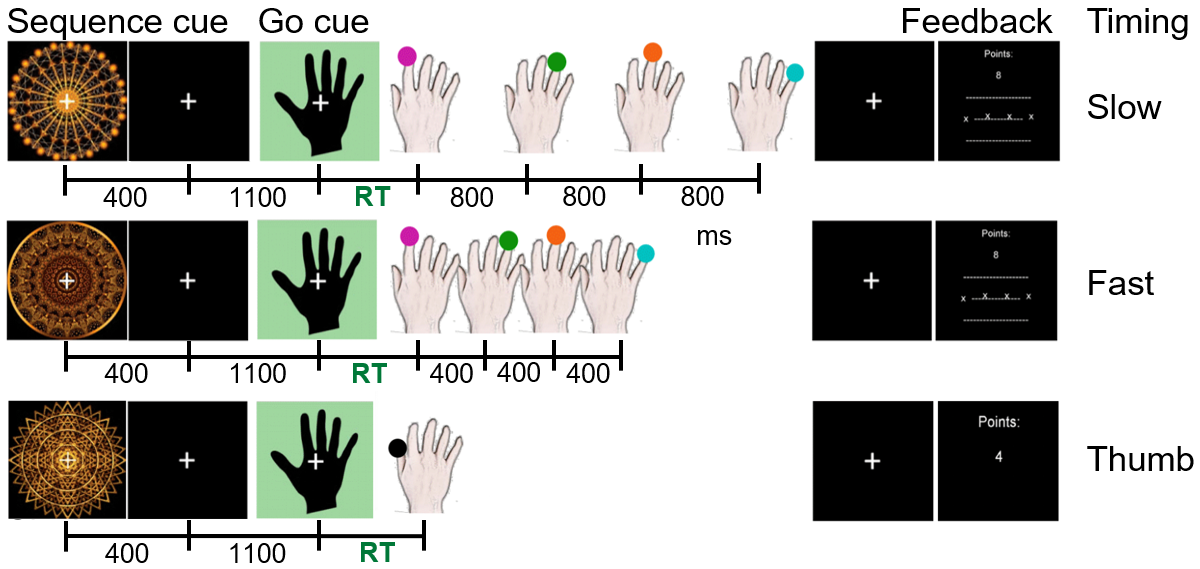 Sequence cue Go cue Feedback Timing
Points:
8
x x x x
Slow
400 1100 RT 800 800 800
ms
Points:
8
x x x x
Fast
400 1100 RT 400 400 400
Points:
4
Thumb
400 1100 RT